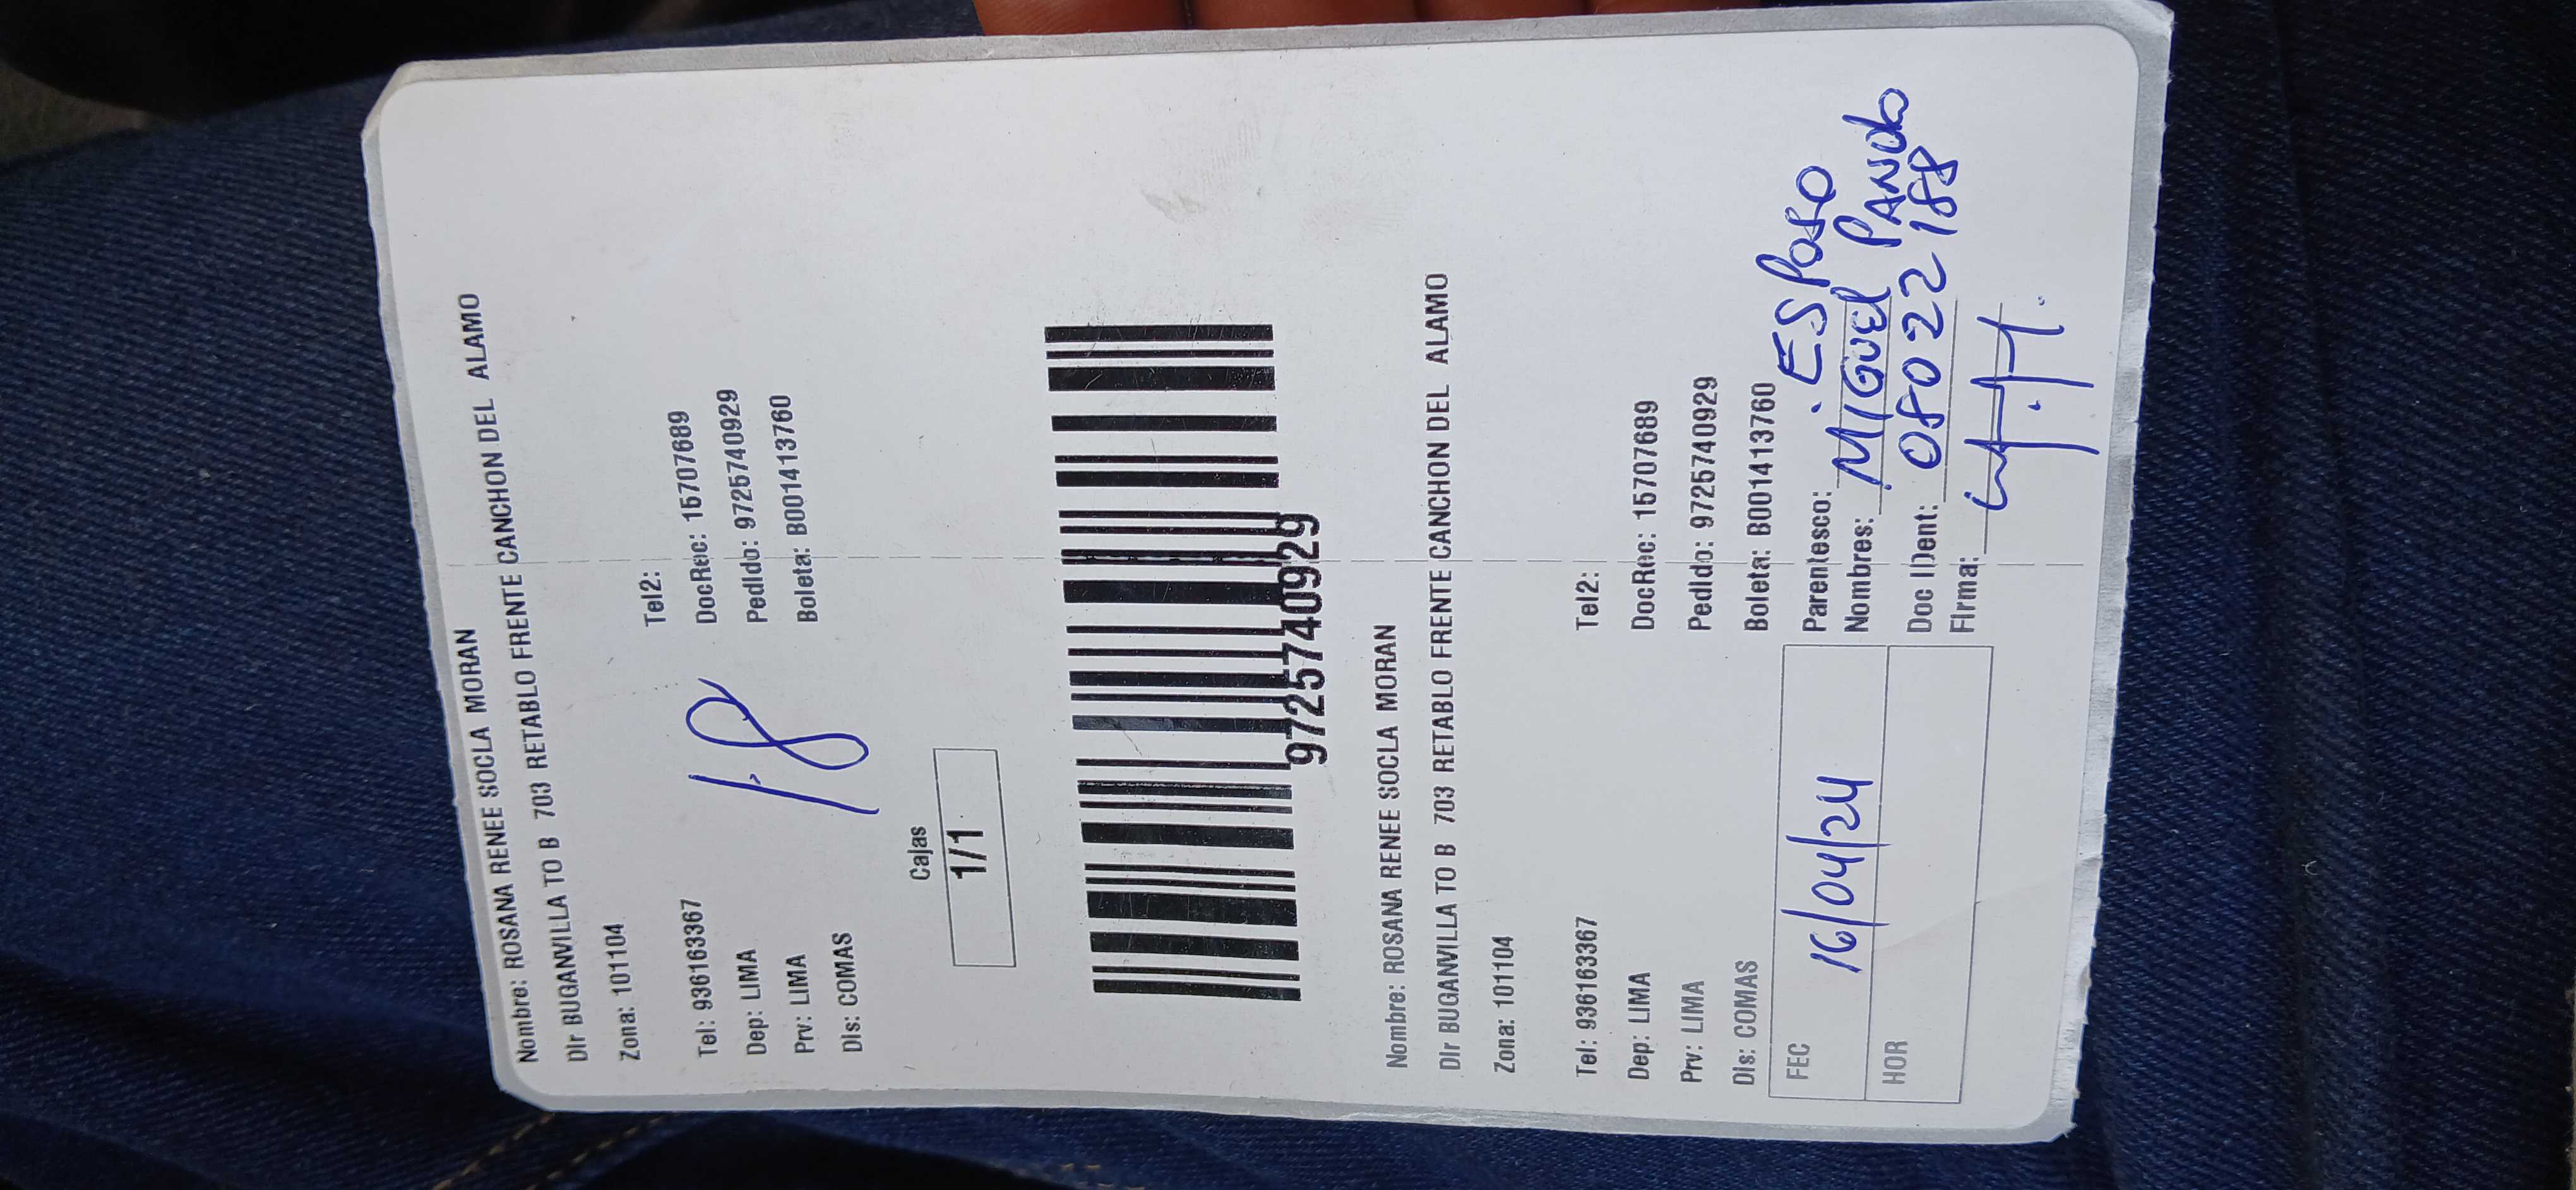 Nombre: ROSANA RENEE SOCLA MORAN
Dir BUGANVILLA TO B 703 RETABLO FRENTE CANCHON DEL ALAMO
Zona: 101104
Tel: 936163367 Tel2:
Dep: LIMA DocRec: 15707689
Prv: LIMA Pedido: 9725740929
Dis: COMAS Boleta: B001413760
1.8
Cajas
1/1
9725740929
Nombre: ROSANA RENEE SOCLA MORAN
Dir BUGANVILLA TO B 703 RETABLO FRENTE CANCHON DEL ALAMO
Zona: 101104
Tel: 936163367 Tel2:
Dep: LIMA DocRec: 15707689
Prv: LIMA Pedido: 9725740929
Dis: COMAS Boleta: B001413760
FEC 16/04/24
HOR
Parentesco: . ESPOSO
Nombres: MIGUEL PANDO
Doc IDent: 08022188
Firma: